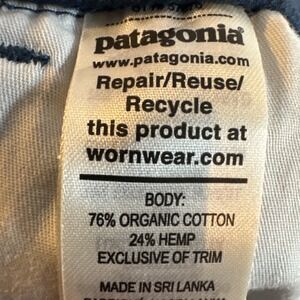 patagonia®
www.patagonia.com
Repair/Reuse/
Recycle
this product at
wornwear.com
BODY:
76% ORGANIC COTTON
24% HEMP
EXCLUSIVE OF TRIM
MADE IN SRI LANKA